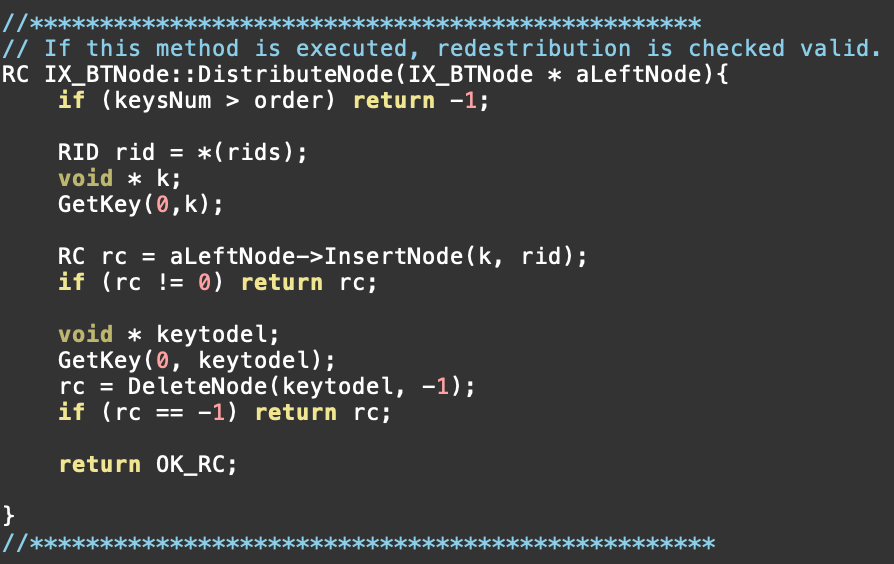 //************************************************
// If this method is executed, redestribution is checked valid.
RC IX_BTNode::DistributeNode(IX_BTNode * aLeftNode){
    if (keysNum > order) return -1;
    RID rid = *(rids);
    void * k;
    GetKey(0,k);
    RC rc = aLeftNode->InsertNode(k, rid);
    if (rc != 0) return rc;
    void * keytodel;
    GetKey(0, keytodel);
    rc = DeleteNode(keytodel, -1);
    if (rc == -1) return rc;
    return OK_RC;
}
//*************************************************